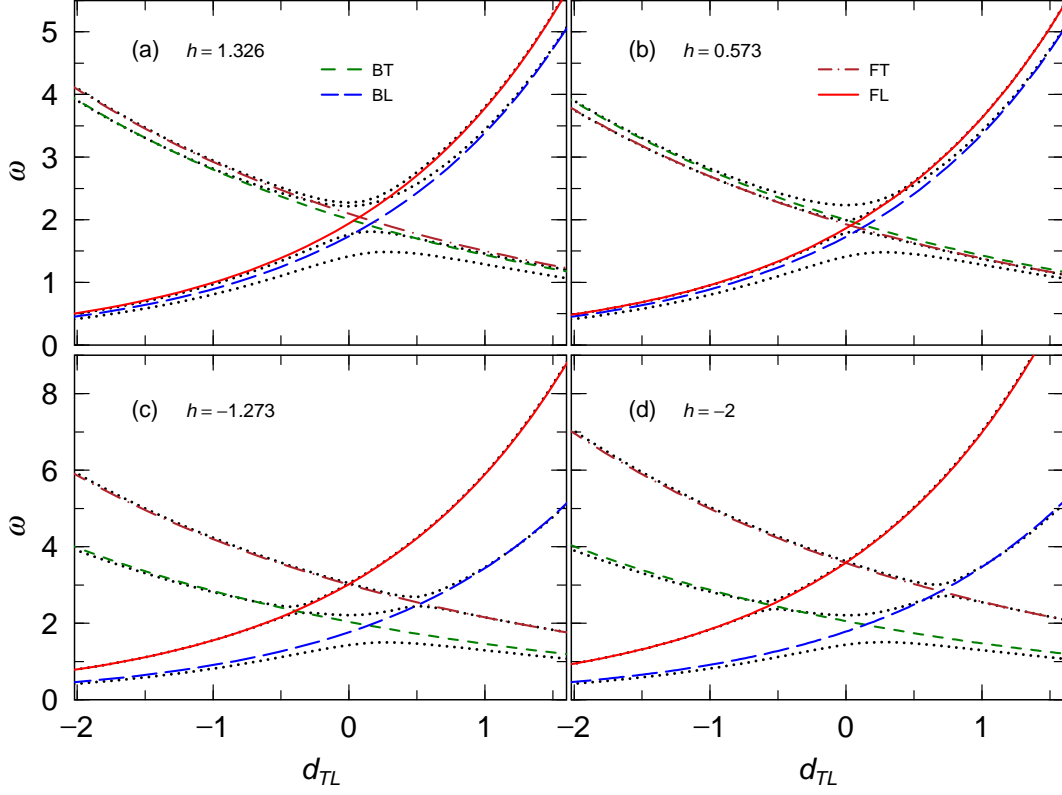 (a) h = 1.326
BT
BL
(b) h = 0.573
FT
FL
5
4
3
2
1
0
ω
(c) h = −1.273
(d) h = −2
8
6
4
2
0
ω
−2 −1 0 1
−2 −1 0 1
d_TL
d_TL